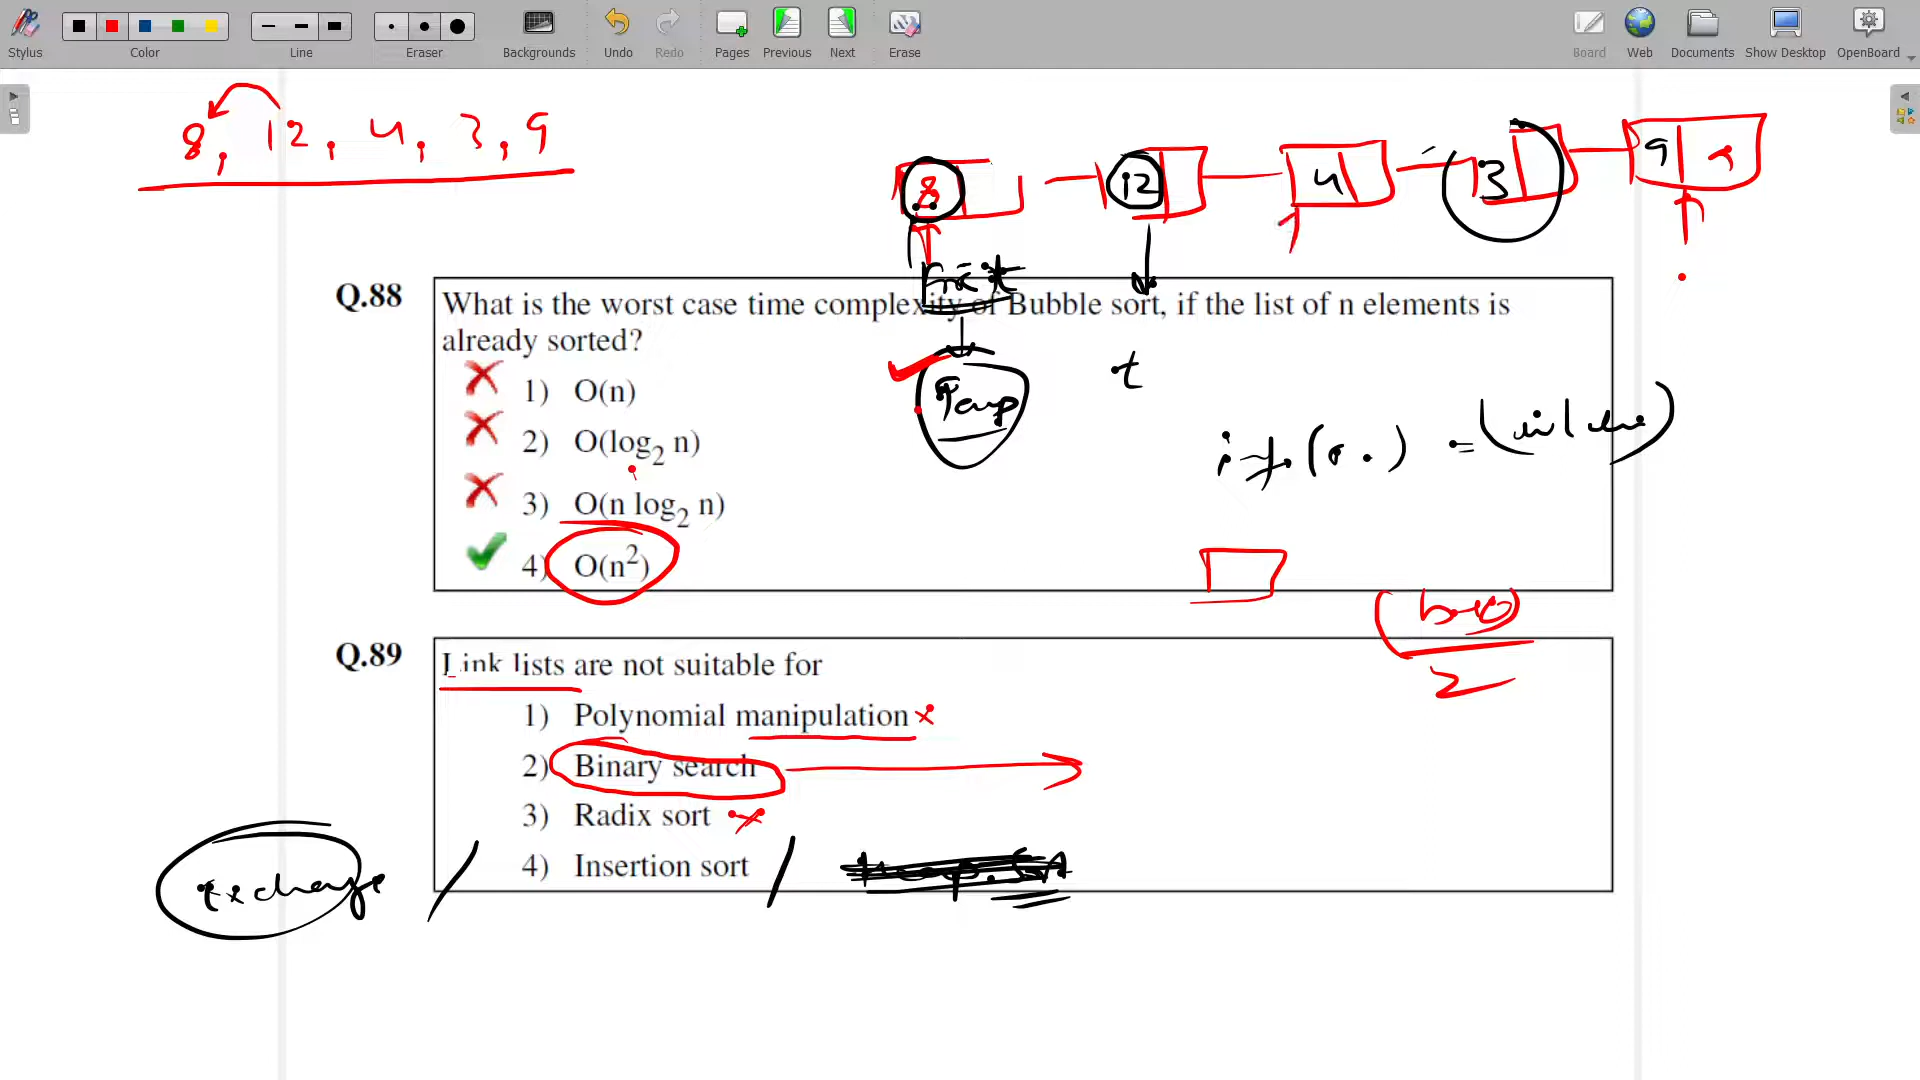 Stylus
Color
Line
Eraser
Backgrounds
Undo
Redo
Pages
Previous
Next
Erase
Board
Web
Documents
Show Desktop
OpenBoard
8, 12, 4, 3, 9
8 12 4 3 9
Q.88
What is the worst case time complexity of Bubble sort, if the list of n elements is
already sorted?
1) O(n)
2) O(log2 n)
3) O(n log2 n)
4) O(n²)
Temp
t
2
Q.89
Link lists are not suitable for
1) Polynomial manipulation
2) Binary search
3) Radix sort
4) Insertion sort
exchange